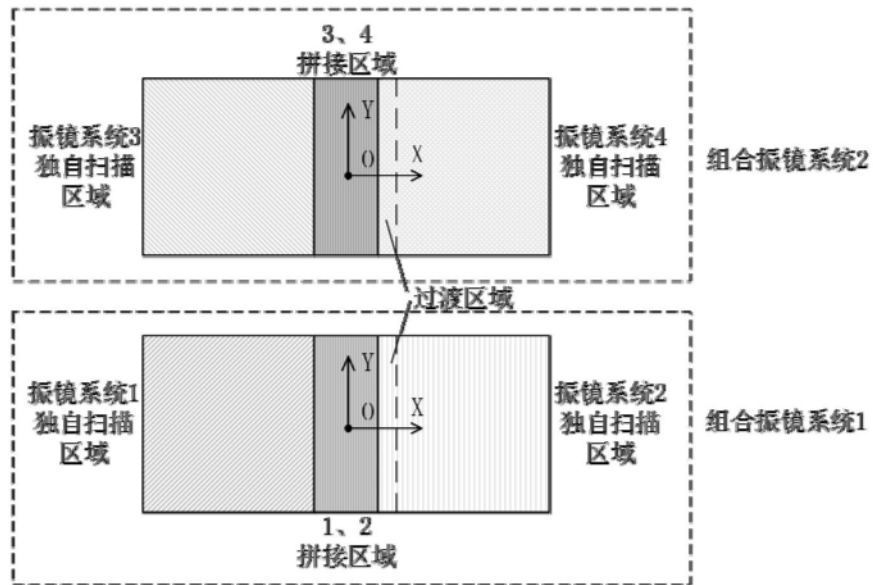 3、4
拼接区域
Y
O
X
振镜系统3
独自扫描
区域
振镜系统4
独自扫描
区域
组合振镜系统2
过渡区域
Y
O
X
振镜系统1
独自扫描
区域
振镜系统2
独自扫描
区域
组合振镜系统1
1、2
拼接区域